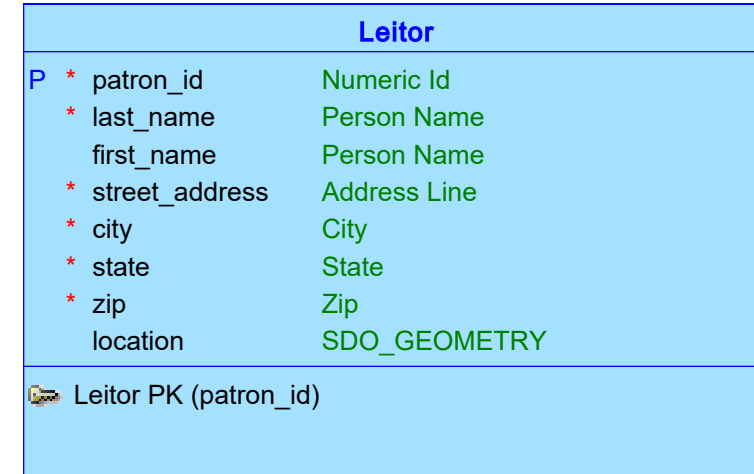 Leitor
P * patron_id Numeric Id
* last_name Person Name
first_name Person Name
* street_address Address Line
* city City
* state State
* zip Zip
location SDO_GEOMETRY
Leitor PK (patron_id)